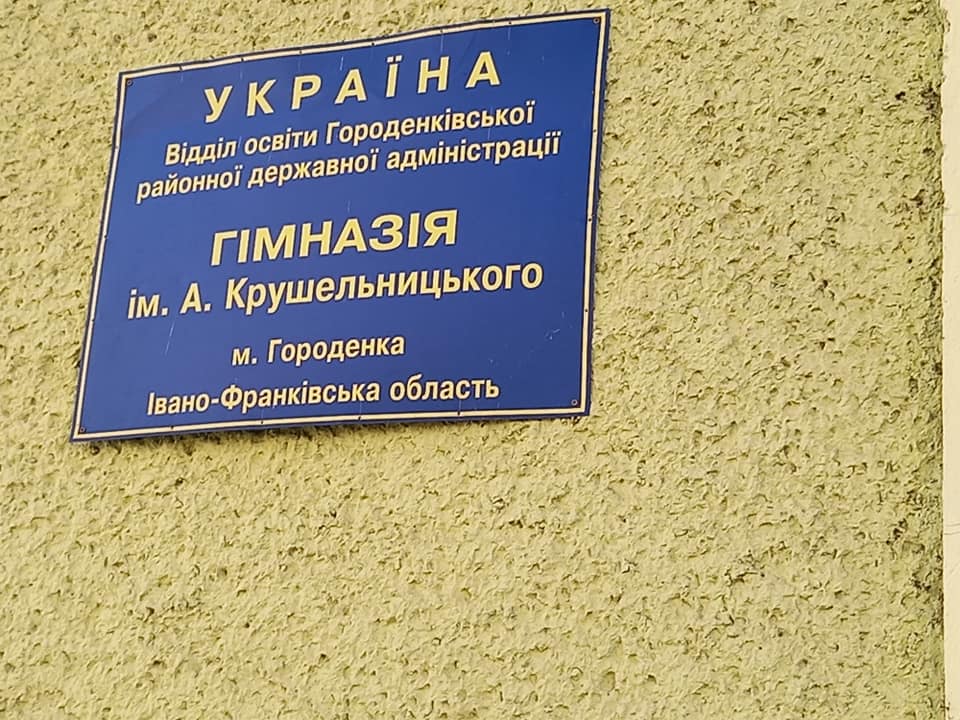 УКРАЇНА
Відділ освіти Городенківської
районної державної адміністрації
ГІМНАЗІЯ
ім. А. Крушельницького
м. Городенка
Івано-Франківська область